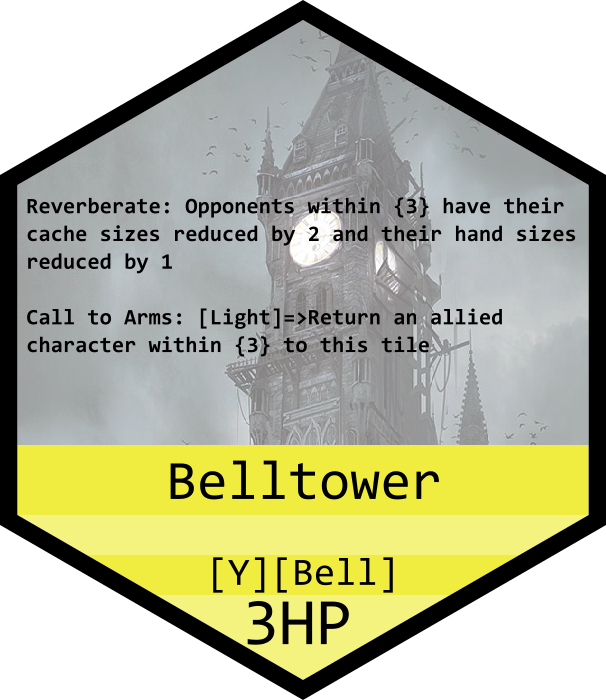 Reverberate: Opponents within {3} have their
cache sizes reduced by 2 and their hand sizes
reduced by 1
Call to Arms: [Light]=>Return an allied
character within {3} to this tile
Belltower
[Y][Bell]
3HP